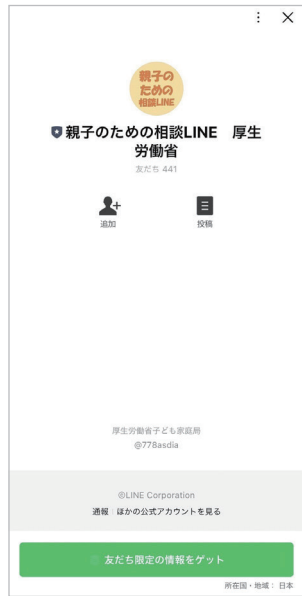 親子の
ための
相談LINE
親子のための相談LINE 厚生
労働省
友だち 441
追加 投稿
厚生労働省子ども家庭局
@778asdia
©LINE Corporation
通報 ほかの公式アカウントを見る
友だち限定の情報をゲット
所在国・地域： 日本